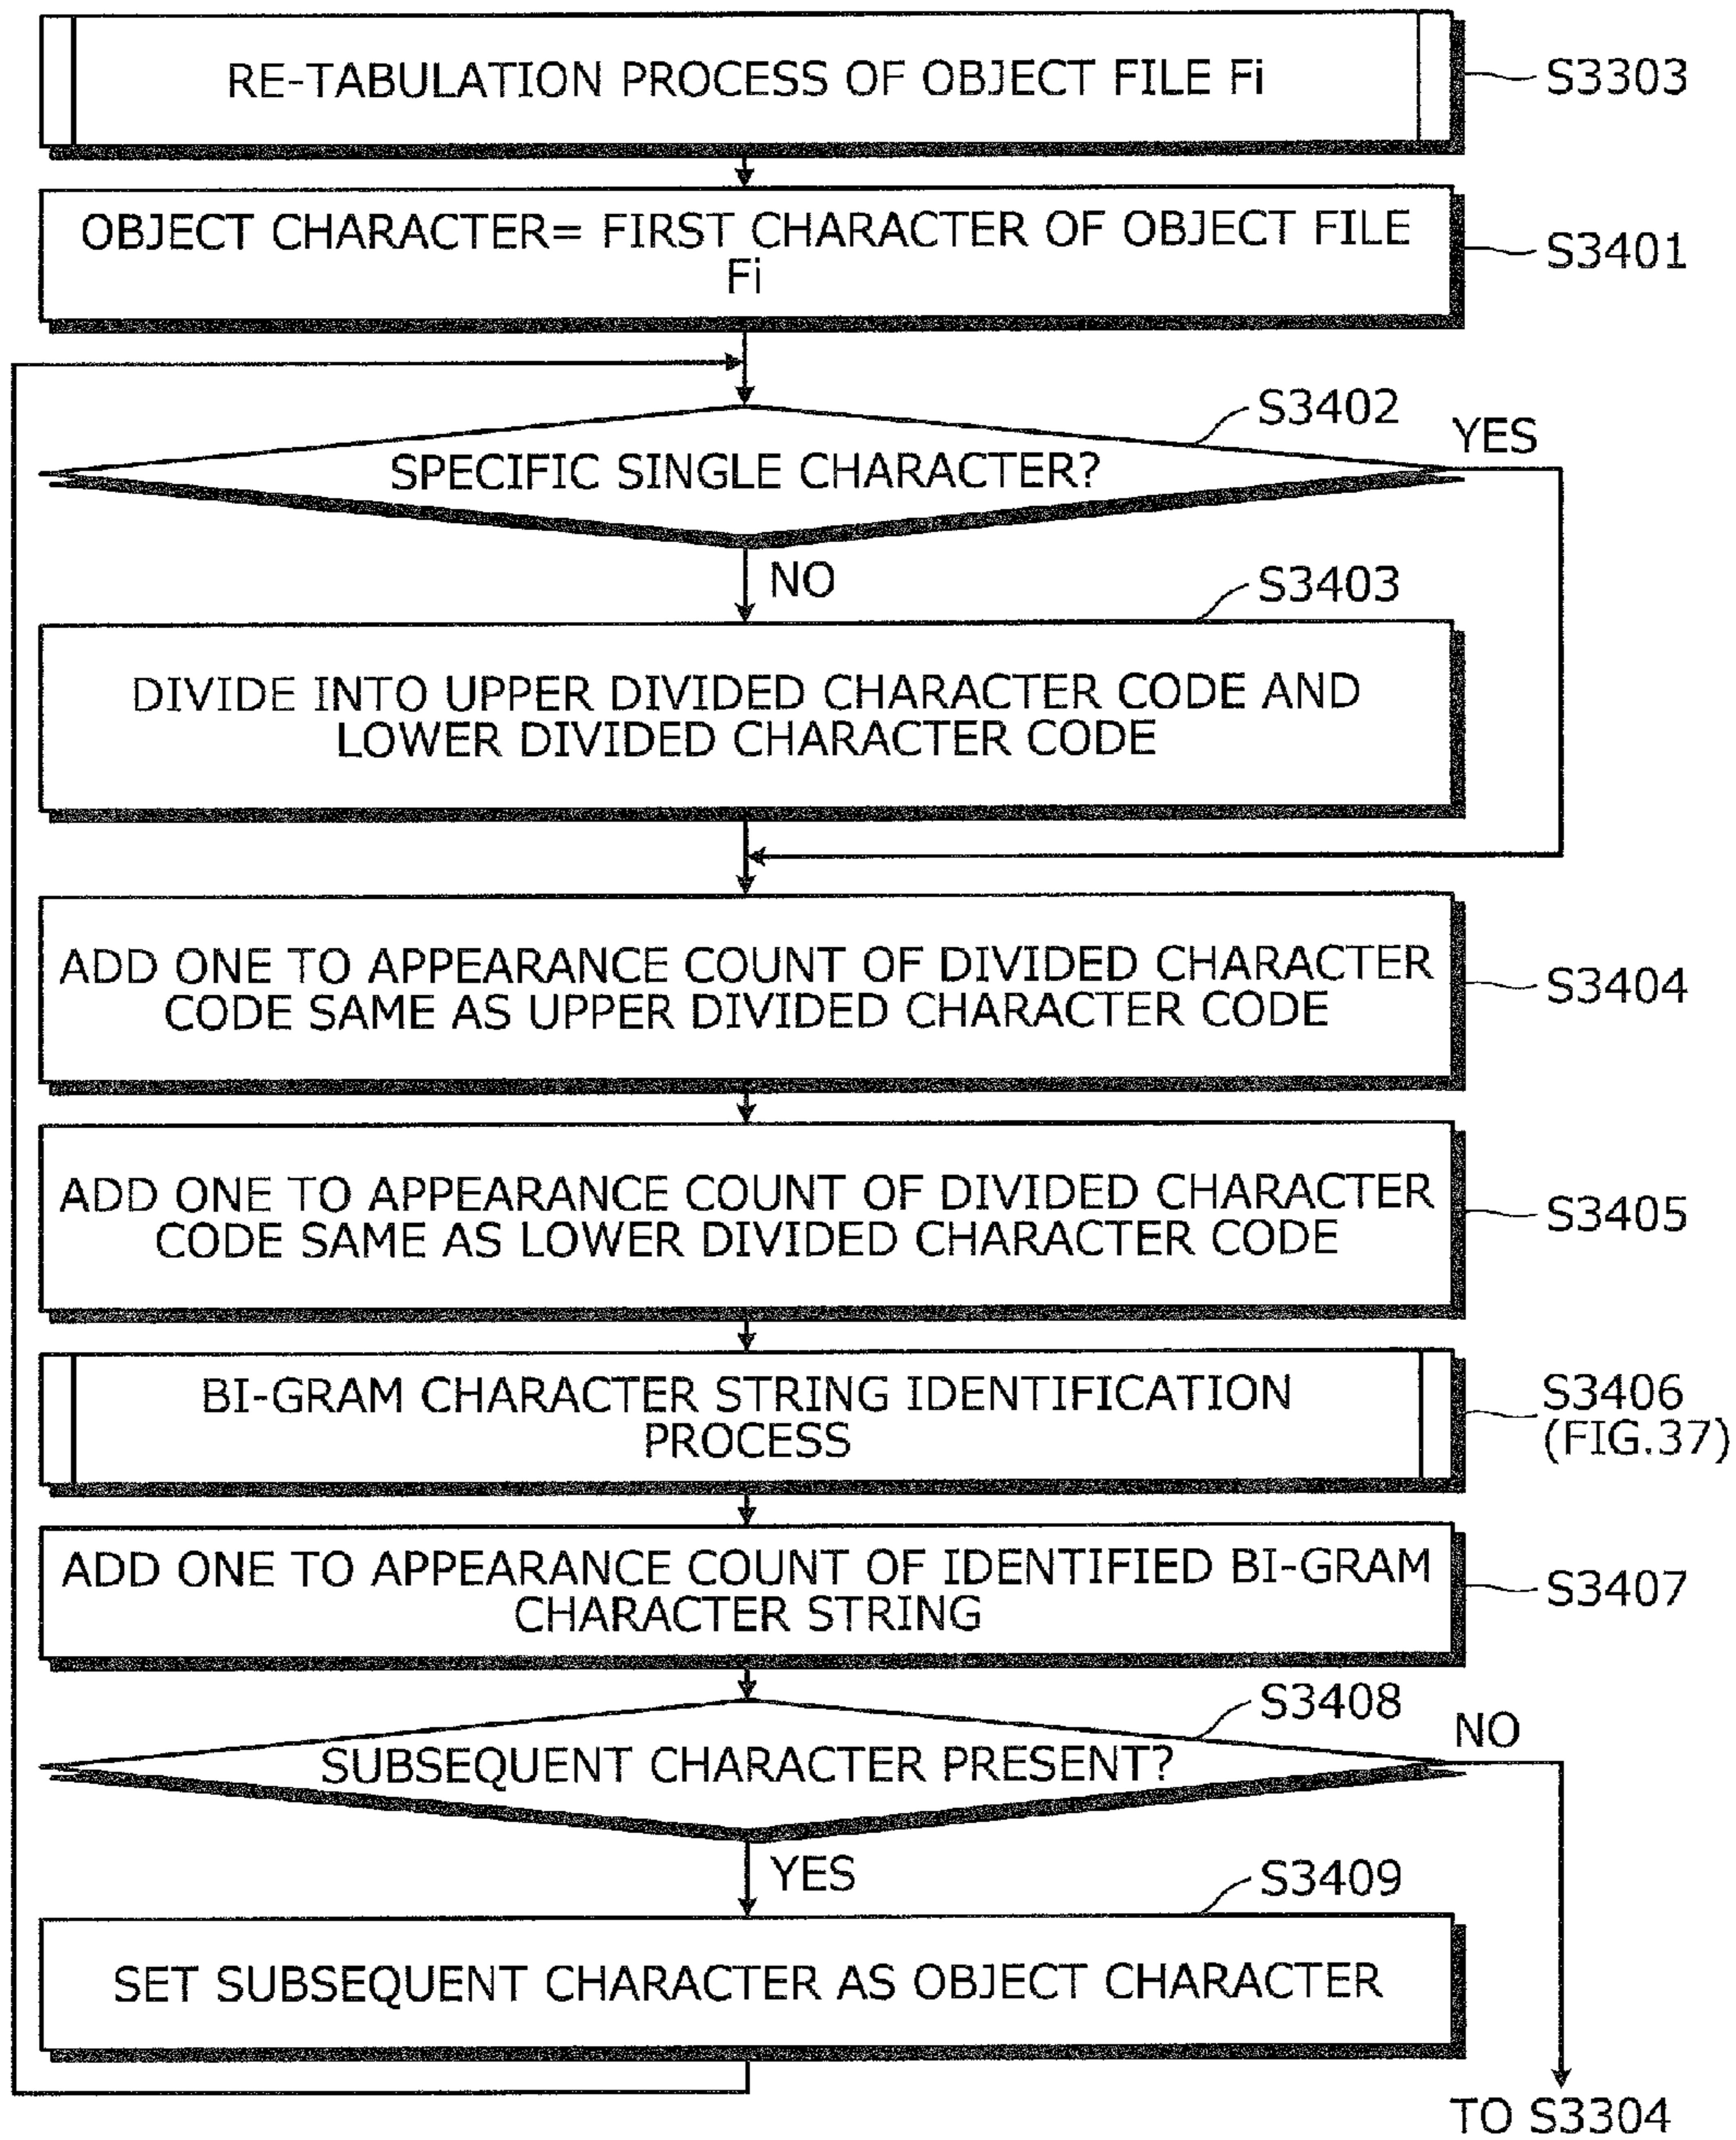 RE-TABULATION PROCESS OF OBJECT FILE Fi
S3303
OBJECT CHARACTER= FIRST CHARACTER OF OBJECT FILE
Fi
S3401
S3402
YES
SPECIFIC SINGLE CHARACTER?
NO
S3403
DIVIDE INTO UPPER DIVIDED CHARACTER CODE AND
LOWER DIVIDED CHARACTER CODE
ADD ONE TO APPEARANCE COUNT OF DIVIDED CHARACTER
CODE SAME AS UPPER DIVIDED CHARACTER CODE
S3404
ADD ONE TO APPEARANCE COUNT OF DIVIDED CHARACTER
CODE SAME AS LOWER DIVIDED CHARACTER CODE
S3405
BI-GRAM CHARACTER STRING IDENTIFICATION
PROCESS
S3406
(FIG.37)
ADD ONE TO APPEARANCE COUNT OF IDENTIFIED BI-GRAM
CHARACTER STRING
S3407
S3408
NO
SUBSEQUENT CHARACTER PRESENT?
YES
S3409
SET SUBSEQUENT CHARACTER AS OBJECT CHARACTER
TO S3304